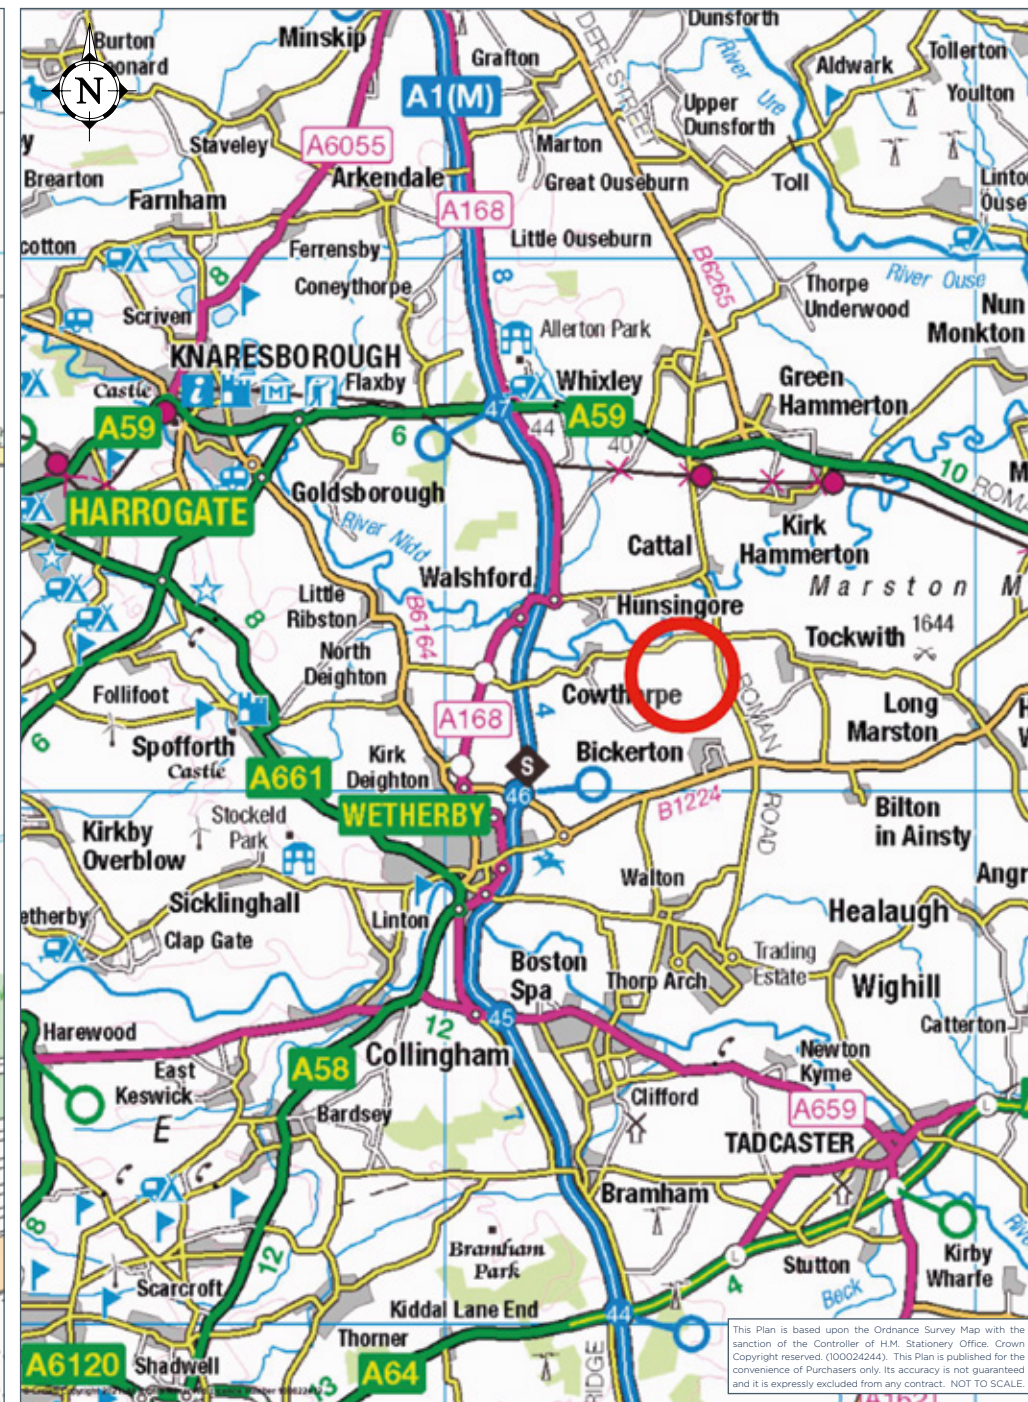 Dunsforth
Burton
Leonard
Minskip
Grafton
DERE STREET
River
Ure
Aldwark
Tollerton
N
A1(M)
Upper
Dunsforth
Youlton
Staveley
A6055
Marton
Brearton
Arkendale
Great Ouseburn
Toll
Farnham
A168
Little Ouseburn
Ferrensby
8
8
B6265
River Ouse
Coneythorpe
Thorpe
Underwood
Nun
Monkton
Scriven
Allerton Park
KNARESBOROUGH
Castle
i
M
Flaxby
Whixley
Green
Hammerton
A59
47
A59
6
44
40
10
Goldsborough
HARROGATE
River Nidd
Kirk
Hammerton
Cattal
Walshford
Marston M
Little
Ribston
B6164
Hunsingore
8
Tockwith
1644
North
Deighton
Follifoot
Cowthorpe
ROMAN
Long
Marston
A168
4
6
Spofforth
Castle
Kirk
Deighton
Bickerton
S
A661
46
WETHERBY
B1224
ROAD
Bilton
in Ainsty
Stockeld
Park
Kirkby
Overblow
Walton
Sicklinghall
Linton
Healaugh
Clap Gate
Boston
Spa
Thorp Arch
Trading
Estate
Wighill
Harewood
12
45
Catterton
Collingham
East
Keswick
A58
Newton
Kyme
Clifford
Bardsey
A659
E
TADCASTER
L
Bramham
8
Bramham
Park
12
L
Stutton
Kirby
Wharfe
4
Scarcroft
Beck
Kiddal Lane End
44
Thorner
A6120
Shadwell
A64
This Plan is based upon the Ordnance Survey Map with the
sanction of the Controller of H.M. Stationery Office. Crown
Copyright reserved. (100024244). This Plan is published for the
convenience of Purchasers only. Its accuracy is not guaranteed
and it is expressly excluded from any contract. NOT TO SCALE.